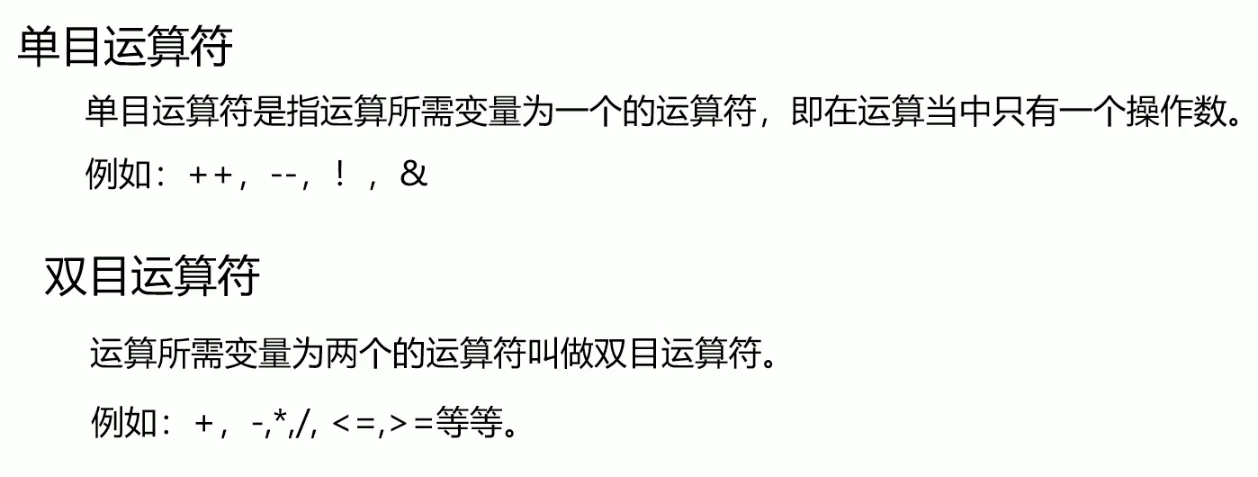 单目运算符
单目运算符是指运算所需变量为一个的运算符，即在运算当中只有一个操作数。
例如：++，--，！，&
双目运算符
运算所需变量为两个的运算符叫做双目运算符。
例如：+，-,*,/, <=,>=等等。